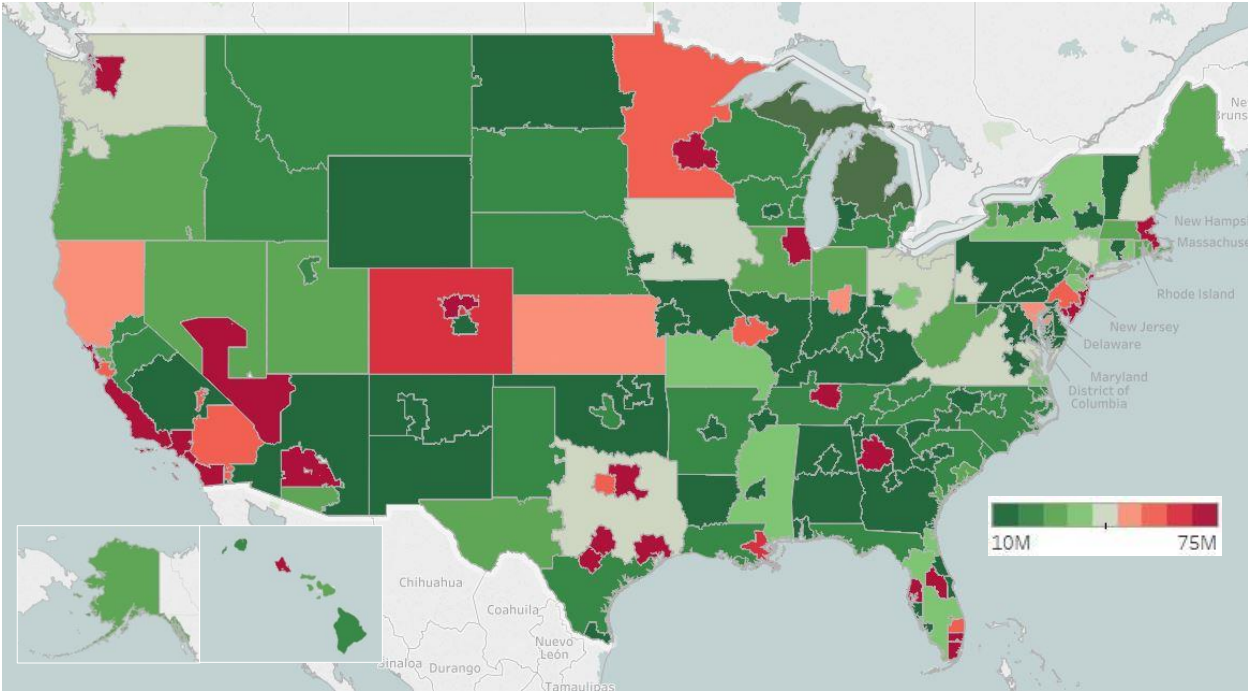 Ne
Bruns
New Hamps
Massachuse
Rhode Island
New Jersey
Delaware
Maryland
District of
Columbia
10M 75M
Chihuahua
Coahuila
Nuevo
León
Sinaloa Durango
Tamaulipas